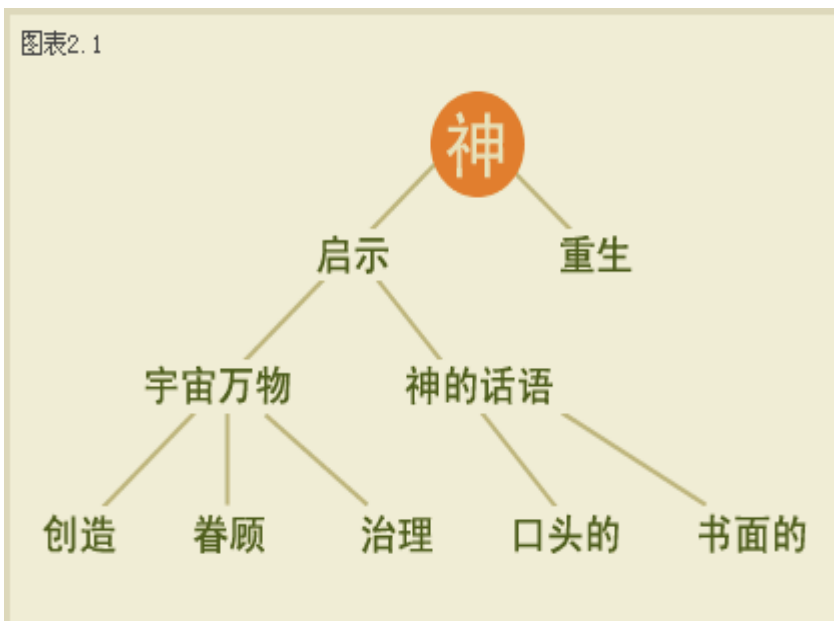 图表2.1
神
启示 重生
宇宙万物 神的话语
创造 眷顾 治理 口头的 书面的